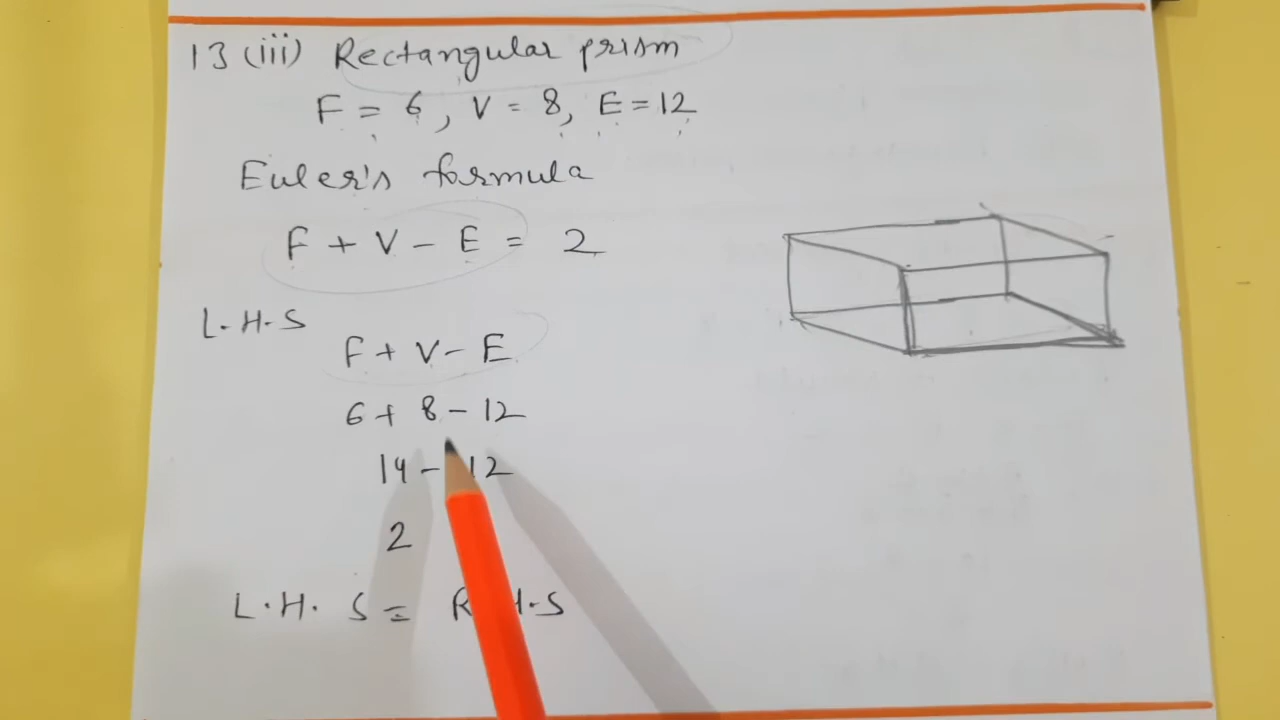 13 (iii) Rectangular prism
F = 6, V = 8, E = 12
Euler's formula
F + V - E = 2
L.H.S
F + V - E
6 + 8 - 12
14 - 12
2
L.H.S = R.H.S